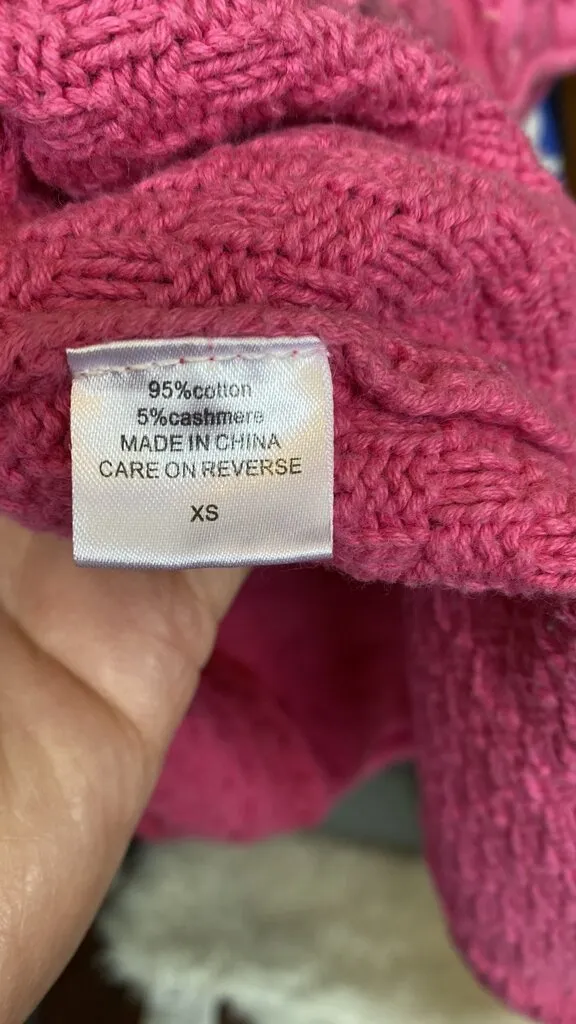 95%cotton
5%cashmere
MADE IN CHINA
CARE ON REVERSE
XS